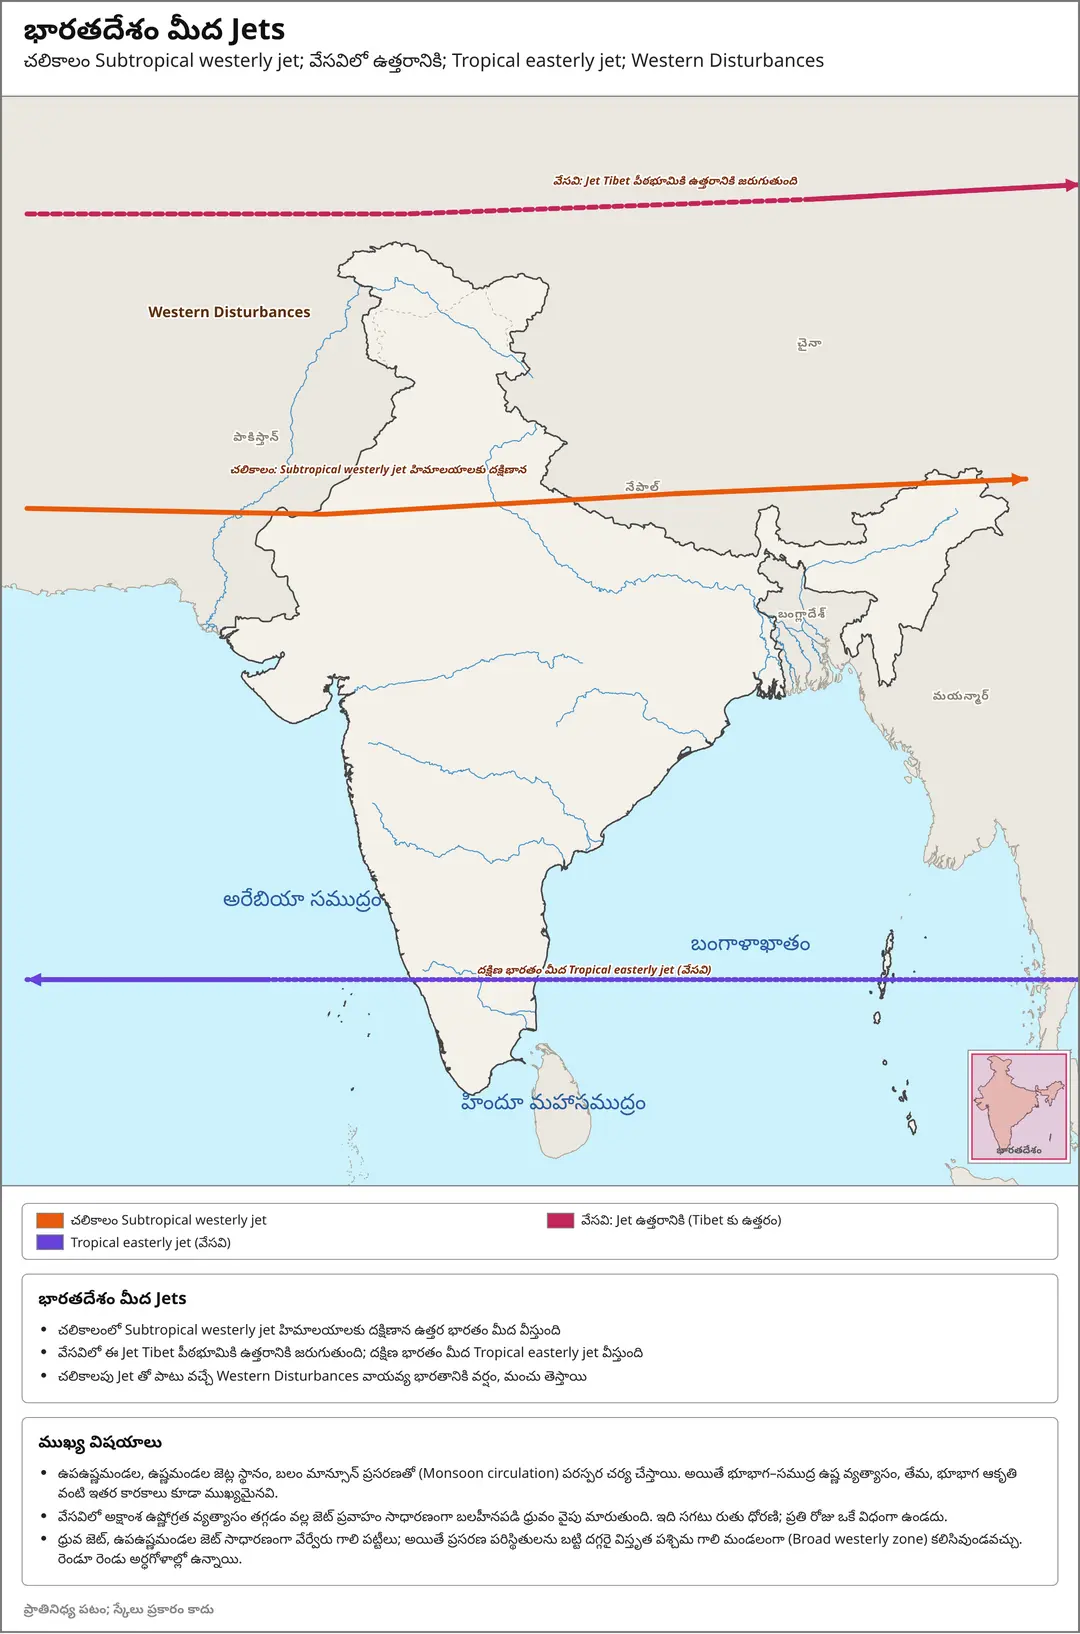 భారతదేశం మీద Jets
చలికాలం Subtropical westerly jet; వేసవిలో ఉత్తరానికి; Tropical easterly jet; Western Disturbances
వేసవి: Jet Tibet పీఠభూమికి ఉత్తరానికి జరుగుతుంది
Western Disturbances
చైనా
పాకిస్తాన్
చలికాలం: Subtropical westerly jet హిమాలయాలకు దక్షిణాన
నేపాల్
బంగ్లాదేశ్
మయన్మార్
అరేబియా సముద్రం
బంగాళాఖాతం
దక్షిణ భారతం మీద Tropical easterly jet (వేసవి)
హిందూ మహాసముద్రం
భారతదేశం
చలికాలం Subtropical westerly jet
వేసవి: Jet ఉత్తరానికి (Tibet కు ఉత్తరం)
Tropical easterly jet (వేసవి)
భారతదేశం మీద Jets
• చలికాలంలో Subtropical westerly jet హిమాలయాలకు దక్షిణాన ఉత్తర భారతం మీద వీస్తుంది
• వేసవిలో ఈ Jet Tibet పీఠభూమికి ఉత్తరానికి జరుగుతుంది; దక్షిణ భారతం మీద Tropical easterly jet వీస్తుంది
• చలికాలపు Jet తో పాటు వచ్చే Western Disturbances వాయవ్య భారతానికి వర్షం, మంచు తెస్తాయి
ముఖ్య విషయాలు
• ఉపఉష్ణమండల, ఉష్ణమండల జెట్ల స్థానం, బలం మాన్సూన్ ప్రసరణతో (Monsoon circulation) పరస్పర చర్య చేస్తాయి. అయితే భూభాగ–సముద్ర ఉష్ణ వ్యత్యాసం, తేమ, భూభాగ ఆకృతి
వంటి ఇతర కారకాలు కూడా ముఖ్యమైనవి.
• వేసవిలో అక్షాంశ ఉష్ణోగ్రత వ్యత్యాసం తగ్గడం వల్ల జెట్ ప్రవాహం సాధారణంగా బలహీనపడి ధ్రువం వైపు మారుతుంది. ఇది సగటు రుతు ధోరణి; ప్రతి రోజు ఒకే విధంగా ఉండదు.
• ధ్రువ జెట్, ఉపఉష్ణమండల జెట్ సాధారణంగా వేర్వేరు గాలి పట్టీలు; అయితే ప్రసరణ పరిస్థితులను బట్టి దగ్గరై విస్తృత పశ్చిమ గాలి మండలంగా (Broad westerly zone) కలిసివుండవచ్చు.
రెండూ రెండు అర్ధగోళాల్లో ఉన్నాయి.
ప్రాతినిధ్య పటం; స్కేలు ప్రకారం కాదు